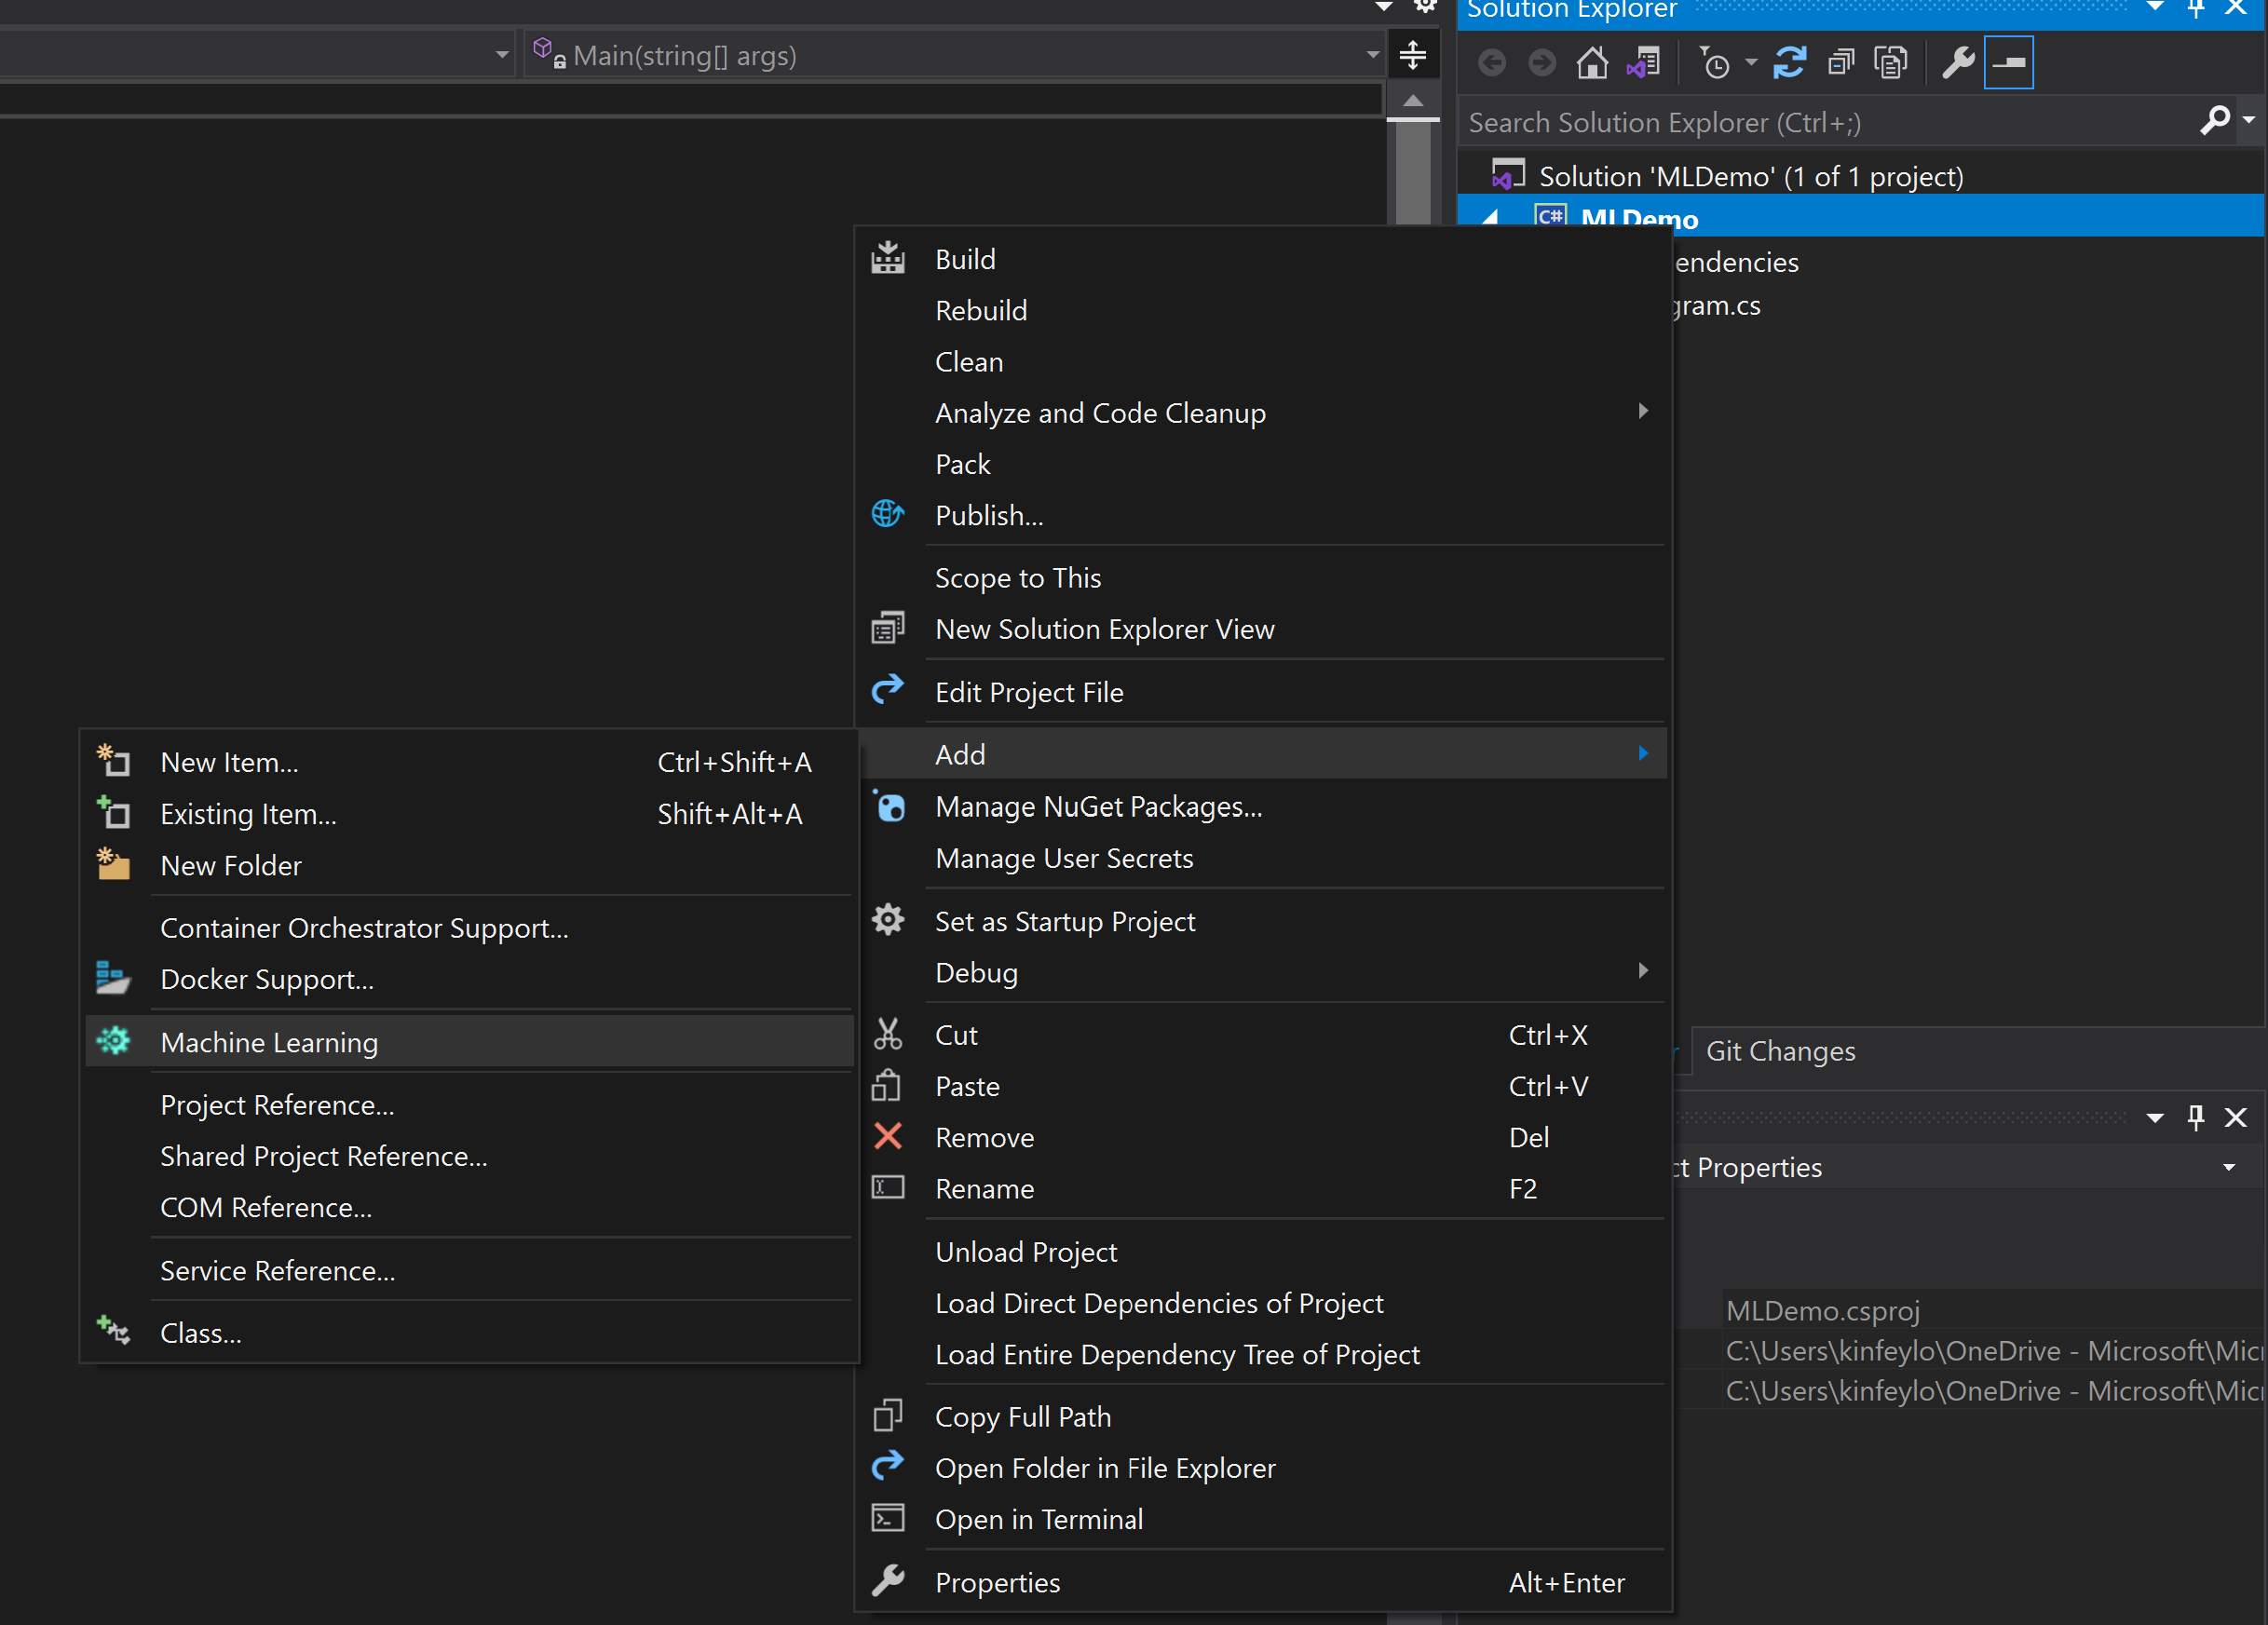 Solution Explorer
Main(string[] args)
Search Solution Explorer (Ctrl+;)
Solution 'MLDemo' (1 of 1 project)
C# MLDemo
endencies
gram.cs
Build
Rebuild
Clean
Analyze and Code Cleanup
Pack
Publish...
Scope to This
New Solution Explorer View
Edit Project File
Add
Manage NuGet Packages...
Manage User Secrets
Set as Startup Project
Debug
Cut Ctrl+X
Paste Ctrl+V
Remove Del
Rename F2
Unload Project
Load Direct Dependencies of Project
Load Entire Dependency Tree of Project
Copy Full Path
Open Folder in File Explorer
Open in Terminal
Properties Alt+Enter
New Item... Ctrl+Shift+A
Existing Item... Shift+Alt+A
New Folder
Container Orchestrator Support...
Docker Support...
Machine Learning
Project Reference...
Shared Project Reference...
COM Reference...
Service Reference...
Class...
r Git Changes
ct Properties
MLDemo.csproj
C:\Users\kinfeylo\OneDrive - Microsoft\Mic
C:\Users\kinfeylo\OneDrive - Microsoft\Mic